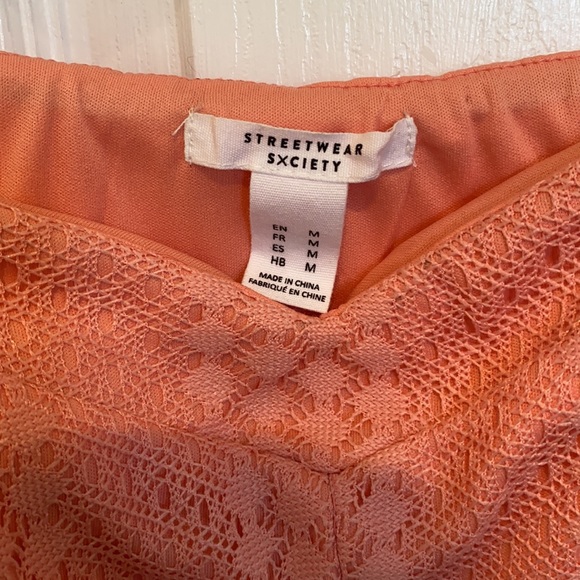 STREETWEAR
SXCIETY
EN M
FR M
ES M
HB M
MADE IN CHINA
FABRIQUÉ EN CHINE